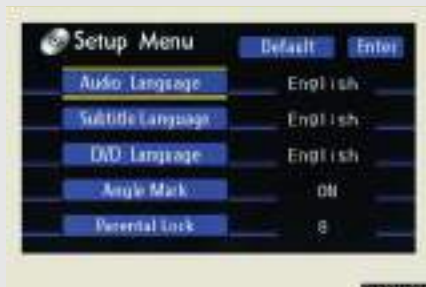 Setup Menu Default Enter
Audio Language English
Subtitle Language English
DVD Language English
Angle Mark ON
Parental Lock 8